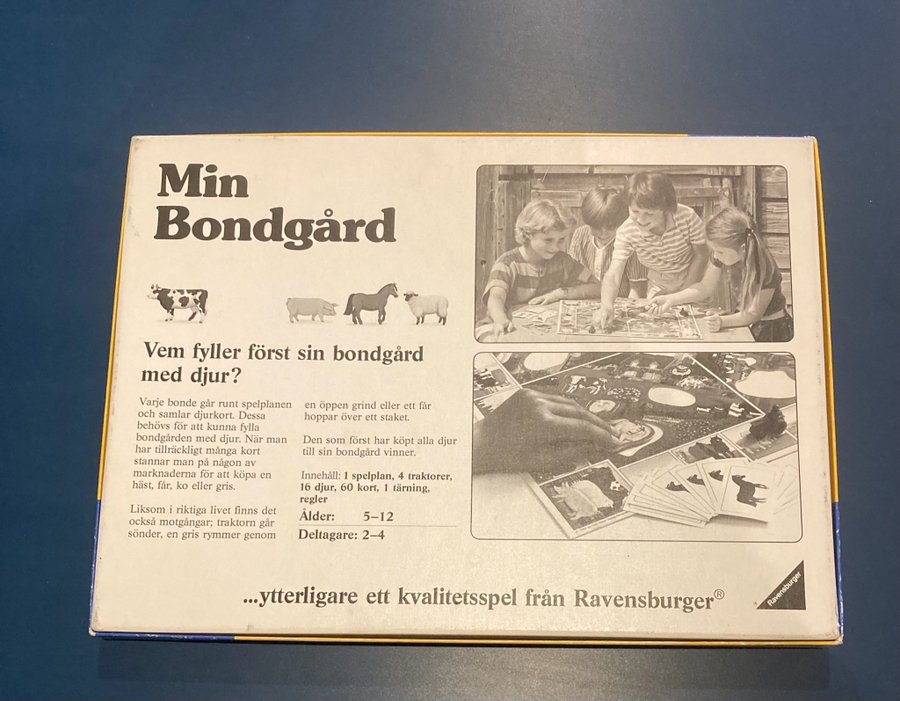 Min
Bondgård
Vem fyller först sin bondgård
med djur?
Varje bonde går runt spelplanen
och samlar djurkort. Dessa
behövs för att kunna fylla
bondgården med djur. När man
har tillräckligt många kort
stannar man på någon av
marknaderna för att köpa en
häst, får, ko eller gris.
Liksom i riktiga livet finns det
också motgångar; traktorn går
sönder, en gris rymmer genom
en öppen grind eller ett får
hoppar över ett staket.
Den som först har köpt alla djur
till sin bondgård vinner.
Innehåll: 1 spelplan, 4 traktorer,
16 djur, 60 kort, 1 tärning,
regler
Ålder: 5–12
Deltagare: 2–4
...ytterligare ett kvalitetsspel från Ravensburger®
Ravensburger